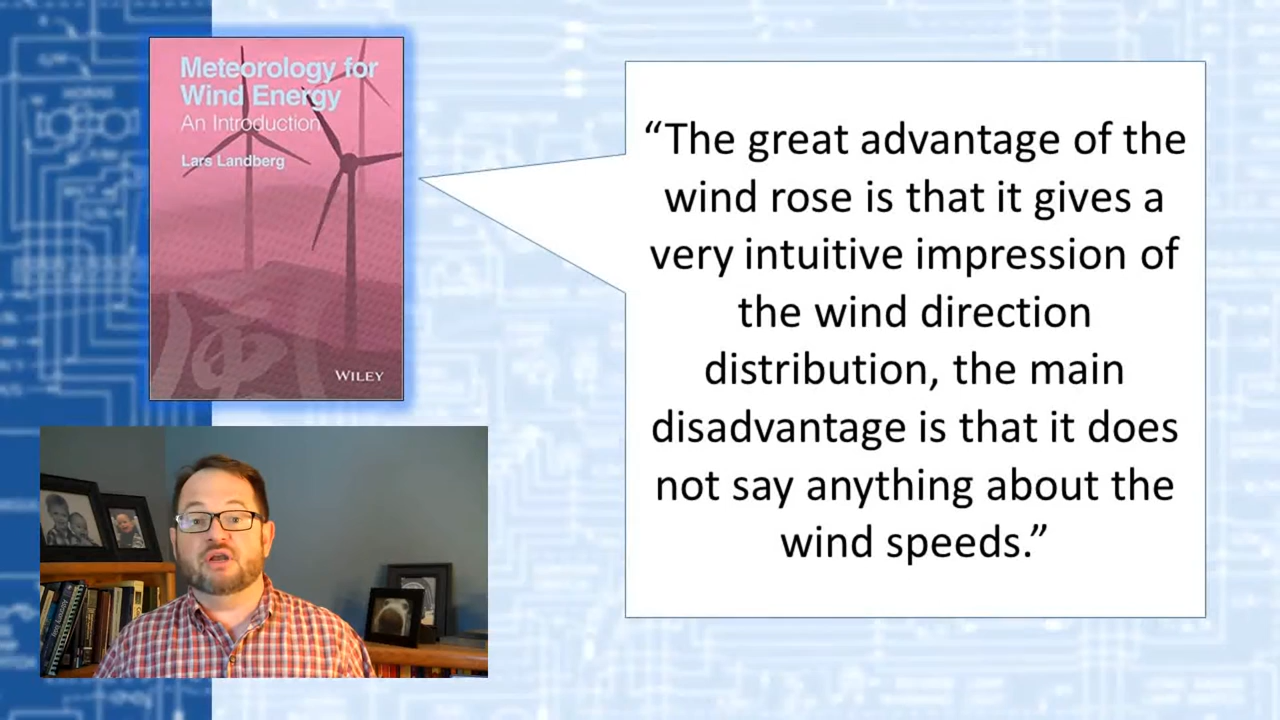 Meteorology for
Wind Energy
An Introduction
Lars Landberg
風
WILEY
“The great advantage of the
wind rose is that it gives a
very intuitive impression of
the wind direction
distribution, the main
disadvantage is that it does
not say anything about the
wind speeds.”